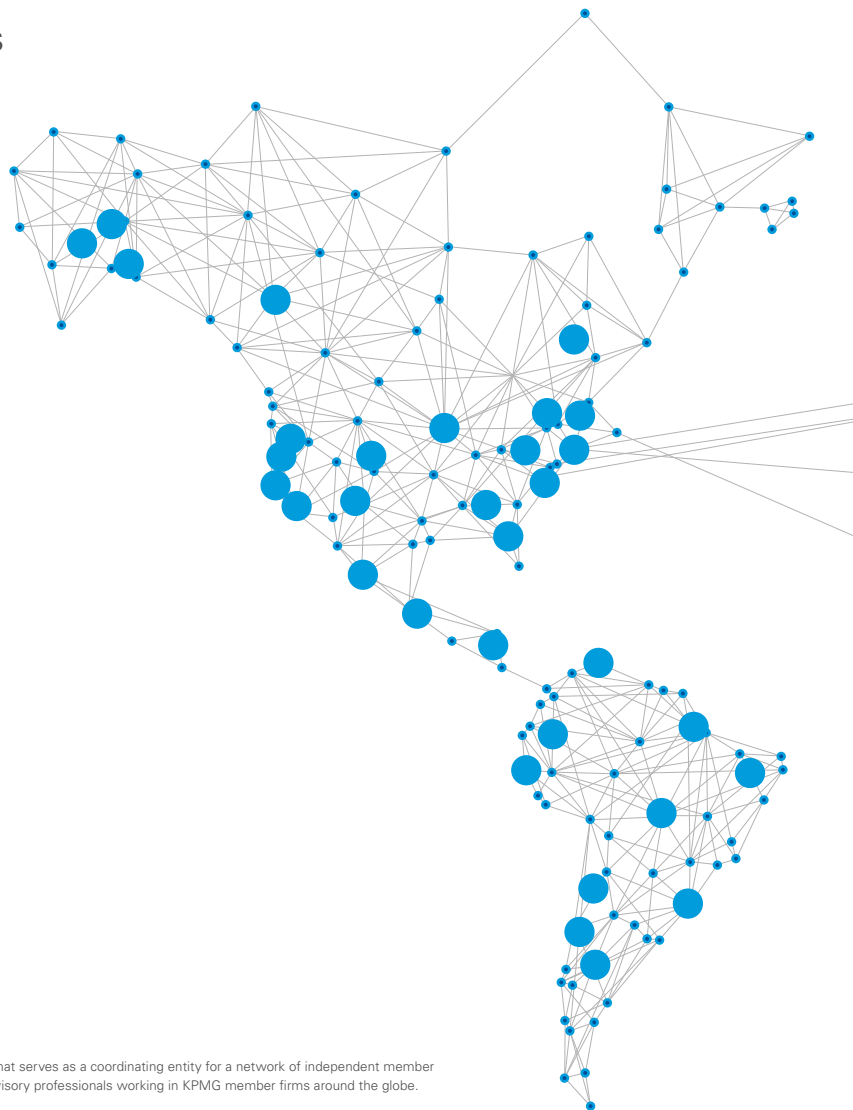 s
hat serves as a coordinating entity for a network of independent member
visory professionals working in KPMG member firms around the globe.